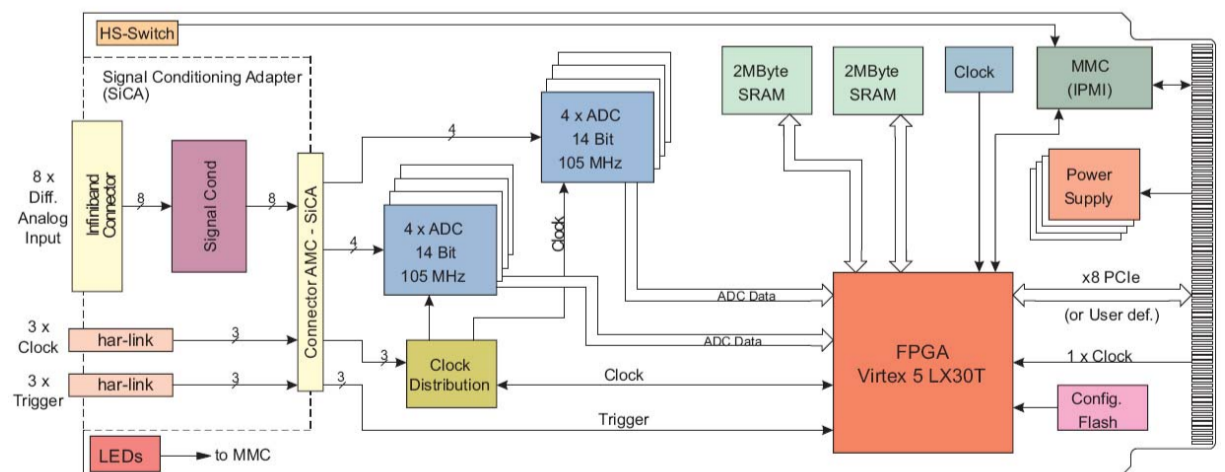 HS-Switch
Signal Conditioning Adapter
(SiCA)
8 x
Diff.
Analog
Input
Infiniband
Connector
8
Signal Cond
8
Connector AMC - SiCA
4
4
4 x ADC
14 Bit
105 MHz
4 x ADC
14 Bit
105 MHz
Clock
2MByte
SRAM
2MByte
SRAM
Clock
MMC
(IPMI)
Power
Supply
ADC Data
ADC Data
x8 PCIe
(or User def.)
FPGA
Virtex 5 LX30T
1 x Clock
Config.
Flash
3 x
Clock
har-link
3
3
Clock
Distribution
Clock
3 x
Trigger
har-link
3
3
Trigger
LEDs
to MMC